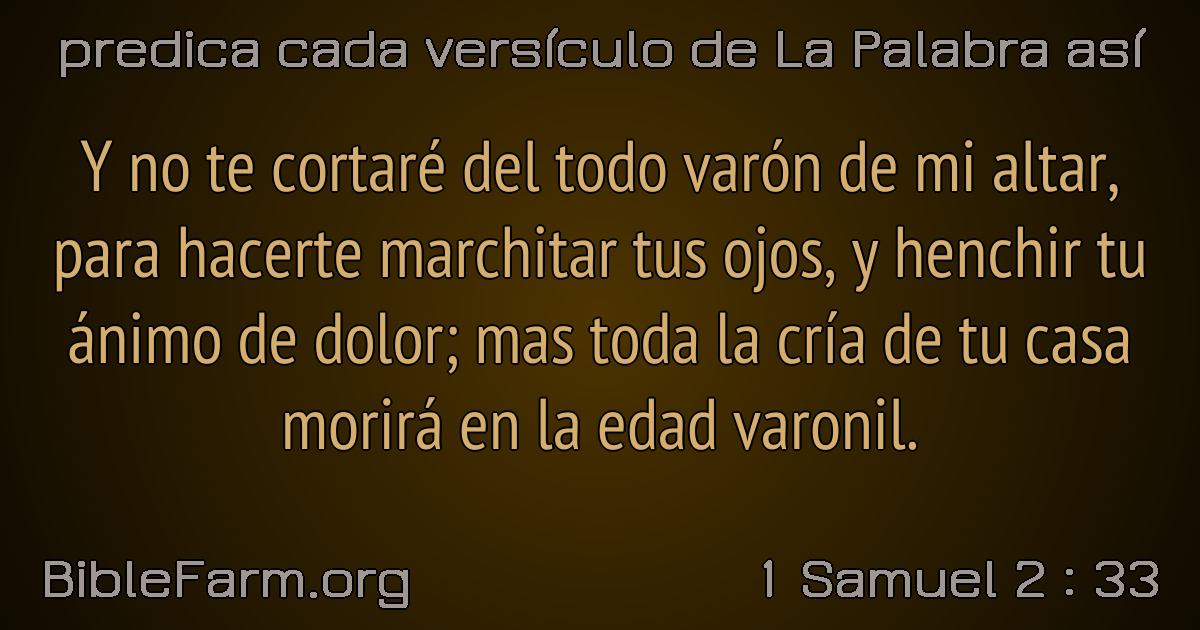 predica cada versículo de La Palabra así
Y no te cortaré del todo varón de mi altar,
para hacerte marchitar tus ojos, y henchir tu
ánimo de dolor; mas toda la cría de tu casa
morirá en la edad varonil.
BibleFarm.org
1 Samuel 2 : 33